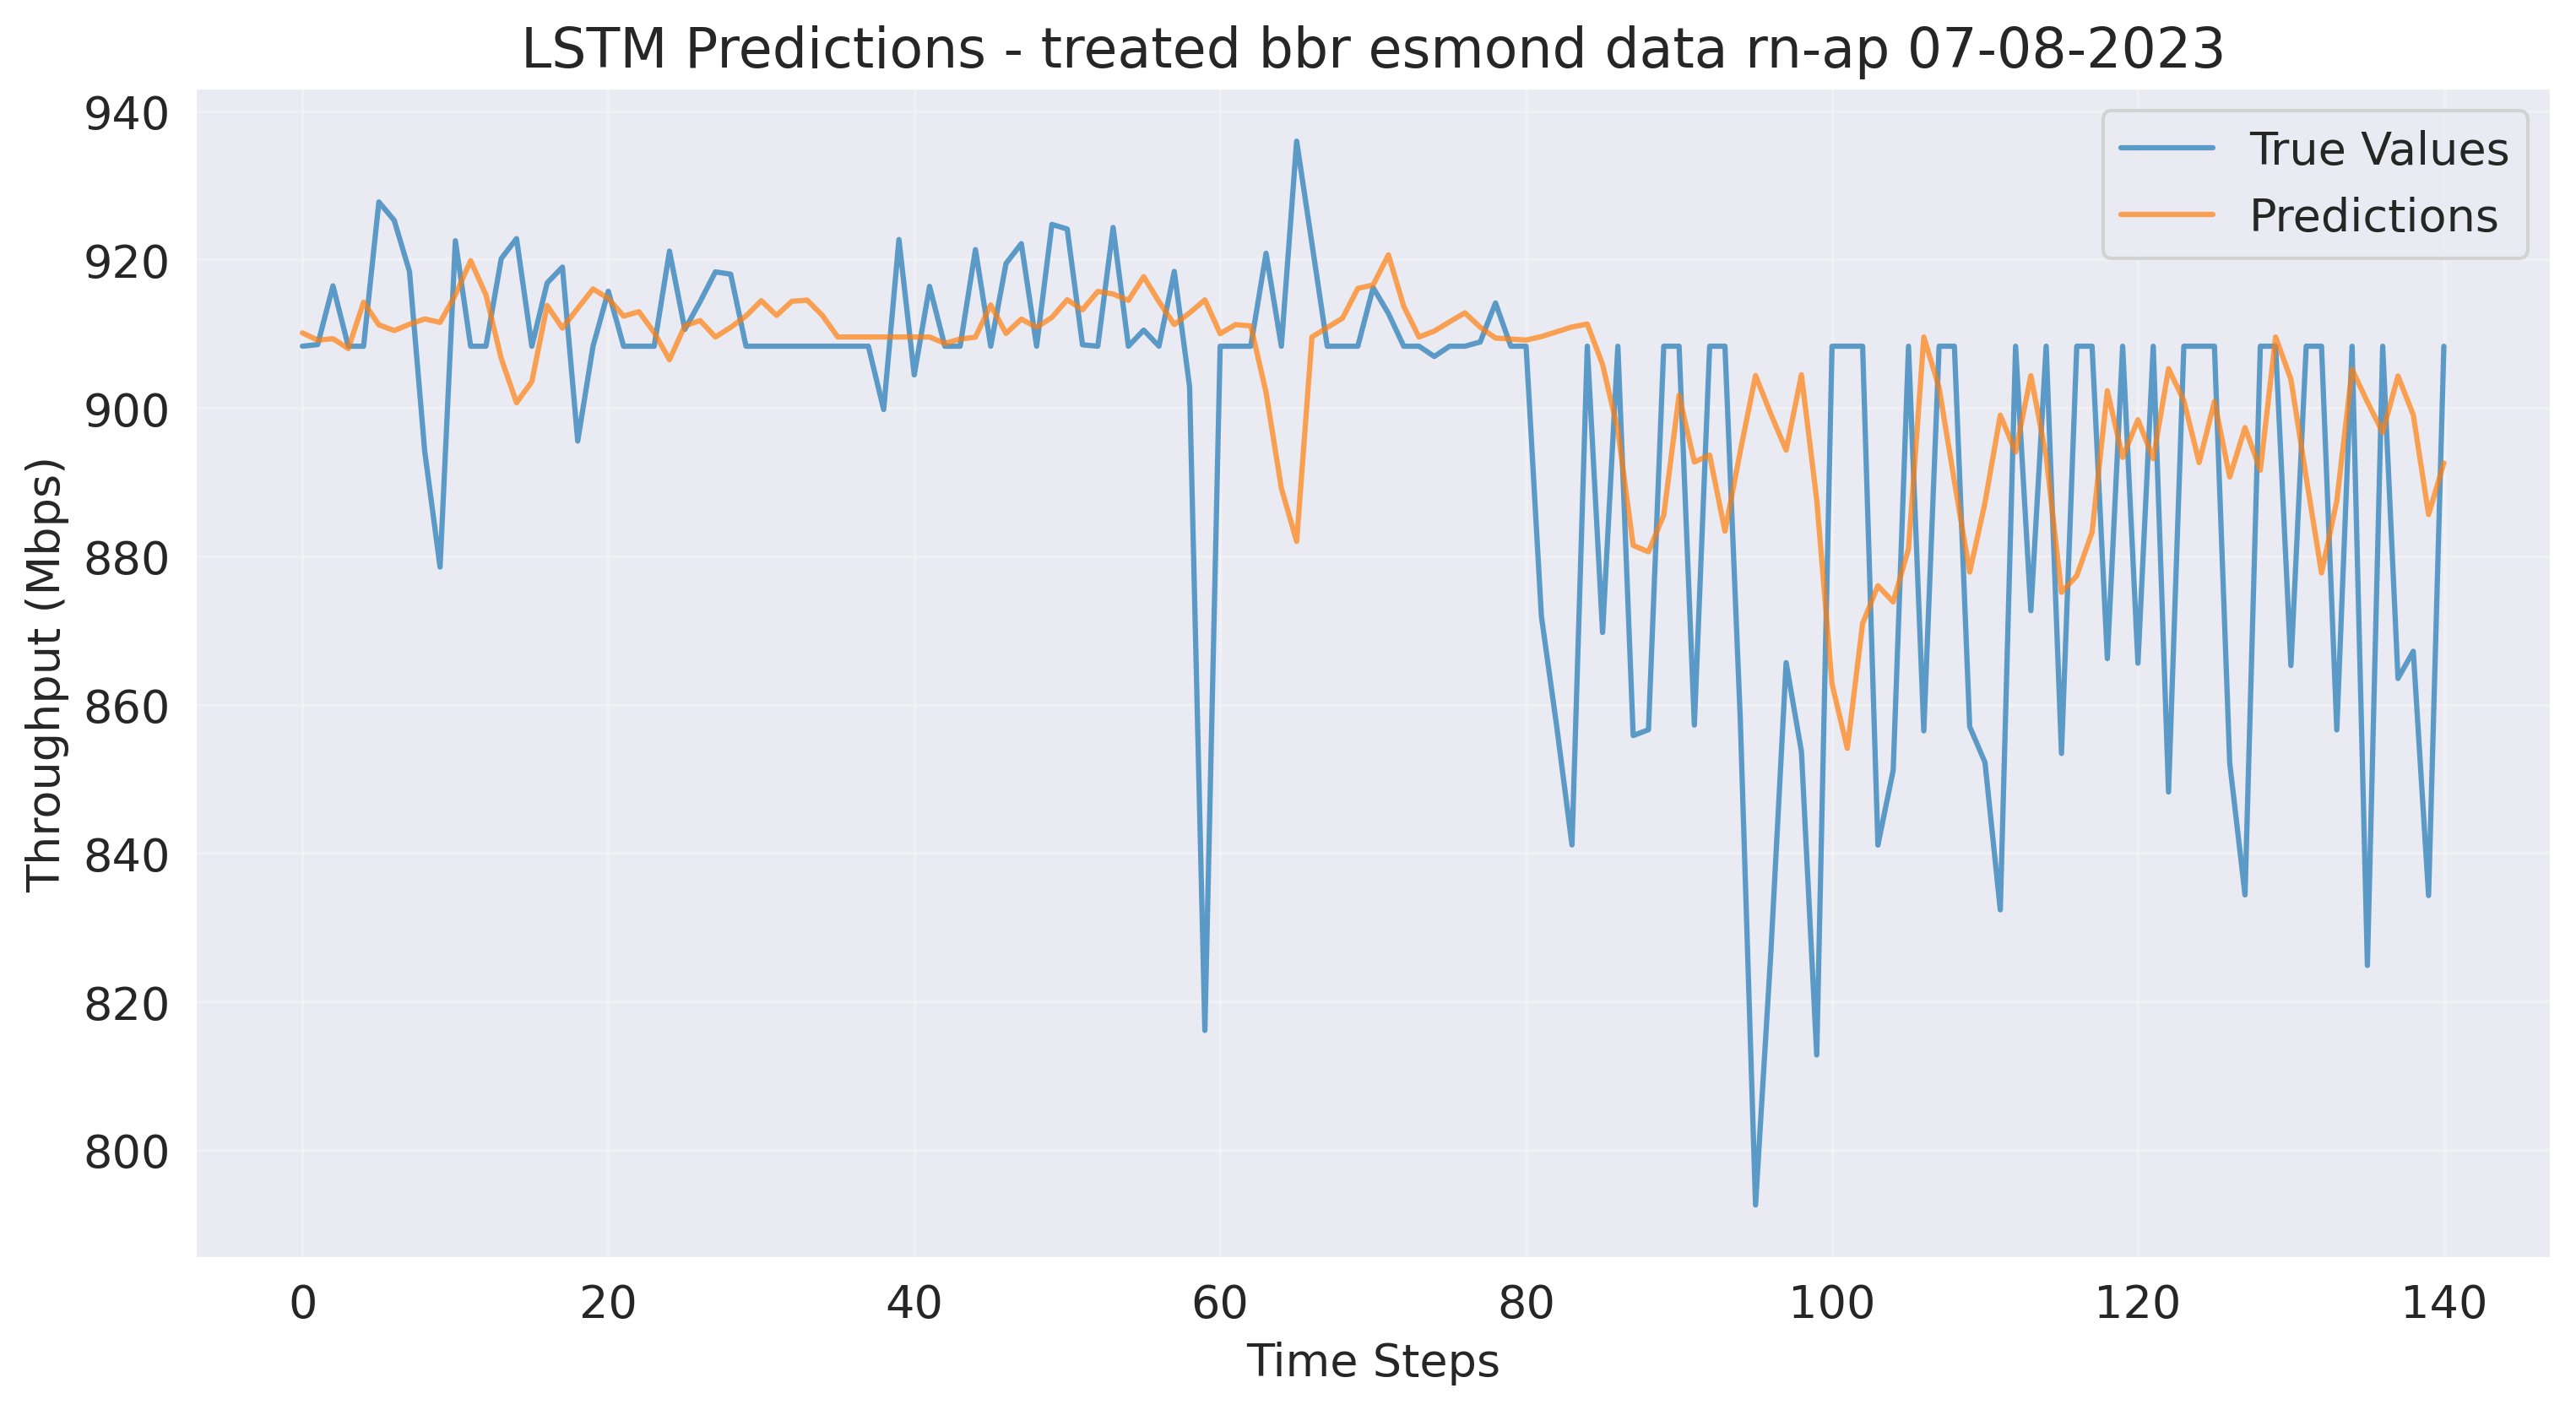 LSTM Predictions - treated bbr esmond data rn-ap 07-08-2023
940
920
900
880
860
840
820
800
Throughput (Mbps)
True Values
Predictions
0 20 40 60 80 100 120 140
Time Steps